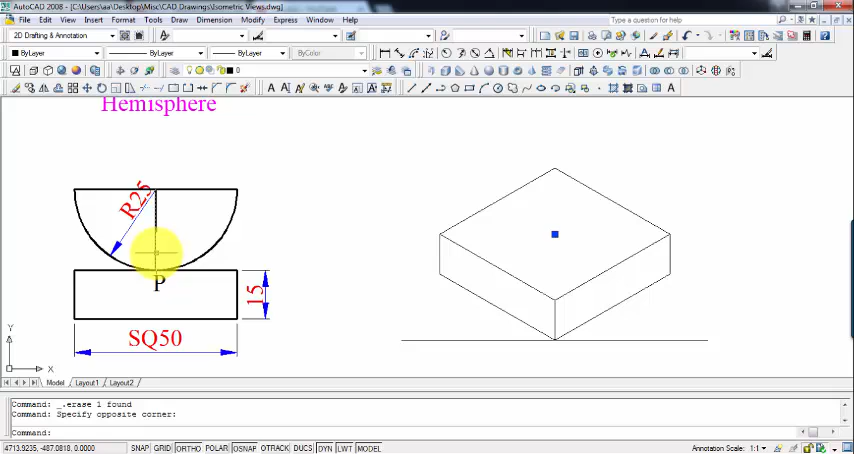 AutoCAD 2008 - [C:\Users\aa\Desktop\Misc\CAD Drawings\Isometric Views.dwg]
File Edit View Insert Format Tools Draw Dimension Modify Express Window Help
Type a question for help
2D Drafting & Annotation
ByLayer ByLayer ByLayer ByColor
0
Hemisphere
R25
P
15
SQ50
Y
X
Model Layout1 Layout2
Command: _.erase 1 found
Command: Specify opposite corner:
Command:
4713.9235, -487.0818, 0.0000 SNAP GRID ORTHO POLAR OSNAP OTRACK DUCS DYN LWT MODEL Annotation Scale: 1:1